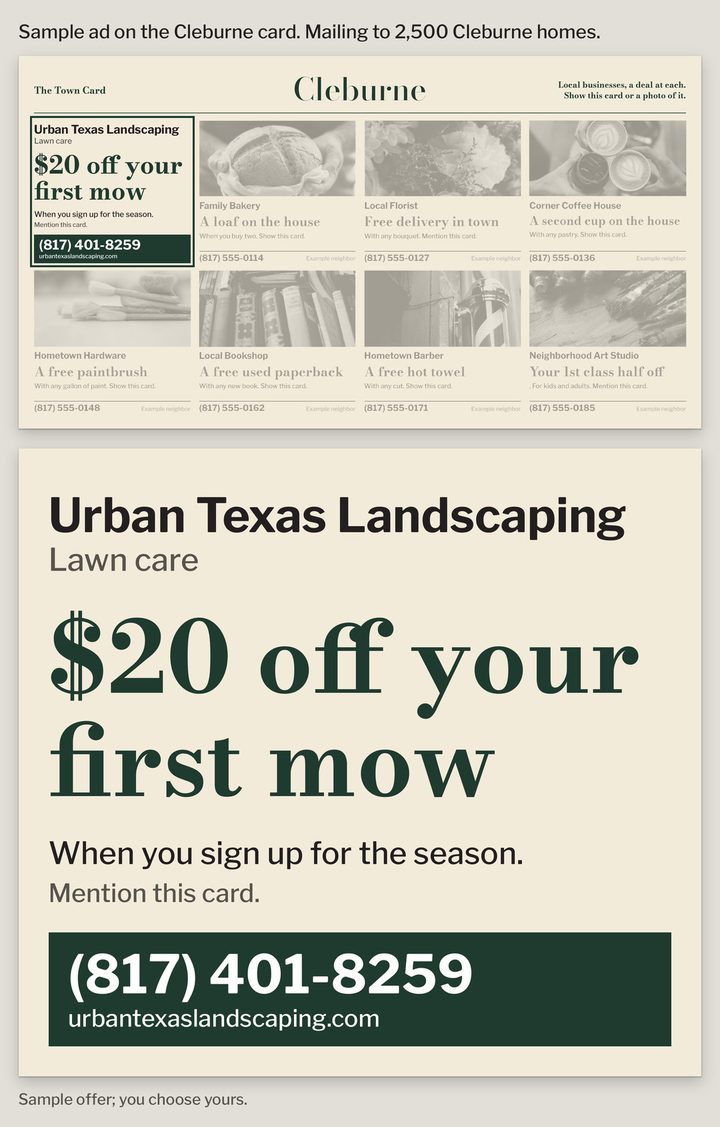 Sample ad on the Cleburne card. Mailing to 2,500 Cleburne homes.
The Town Card
Cleburne
Local businesses, a deal at each.
Show this card or a photo of it.
Urban Texas Landscaping
Lawn care
$20 off your
first mow
When you sign up for the season.
Mention this card.
(817) 401-8259
urbantexaslandscaping.com
Family Bakery
A loaf on the house
When you buy two. Show this card.
(817) 555-0114
Example neighbor
Local Florist
Free delivery in town
With any bouquet. Mention this card.
(817) 555-0127
Example neighbor
Corner Coffee House
A second cup on the house
With any pastry. Show this card.
(817) 555-0136
Example neighbor
Hometown Hardware
A free paintbrush
With any gallon of paint. Show this card.
(817) 555-0148
Example neighbor
Local Bookshop
A free used paperback
With any new book. Show this card.
(817) 555-0162
Example neighbor
Hometown Barber
A free hot towel
With any cut. Show this card.
(817) 555-0171
Example neighbor
Neighborhood Art Studio
Your 1st class half off
For kids and adults. Mention this card.
(817) 555-0185
Example neighbor
Urban Texas Landscaping
Lawn care
$20 off your
first mow
When you sign up for the season.
Mention this card.
(817) 401-8259
urbantexaslandscaping.com
Sample offer; you choose yours.